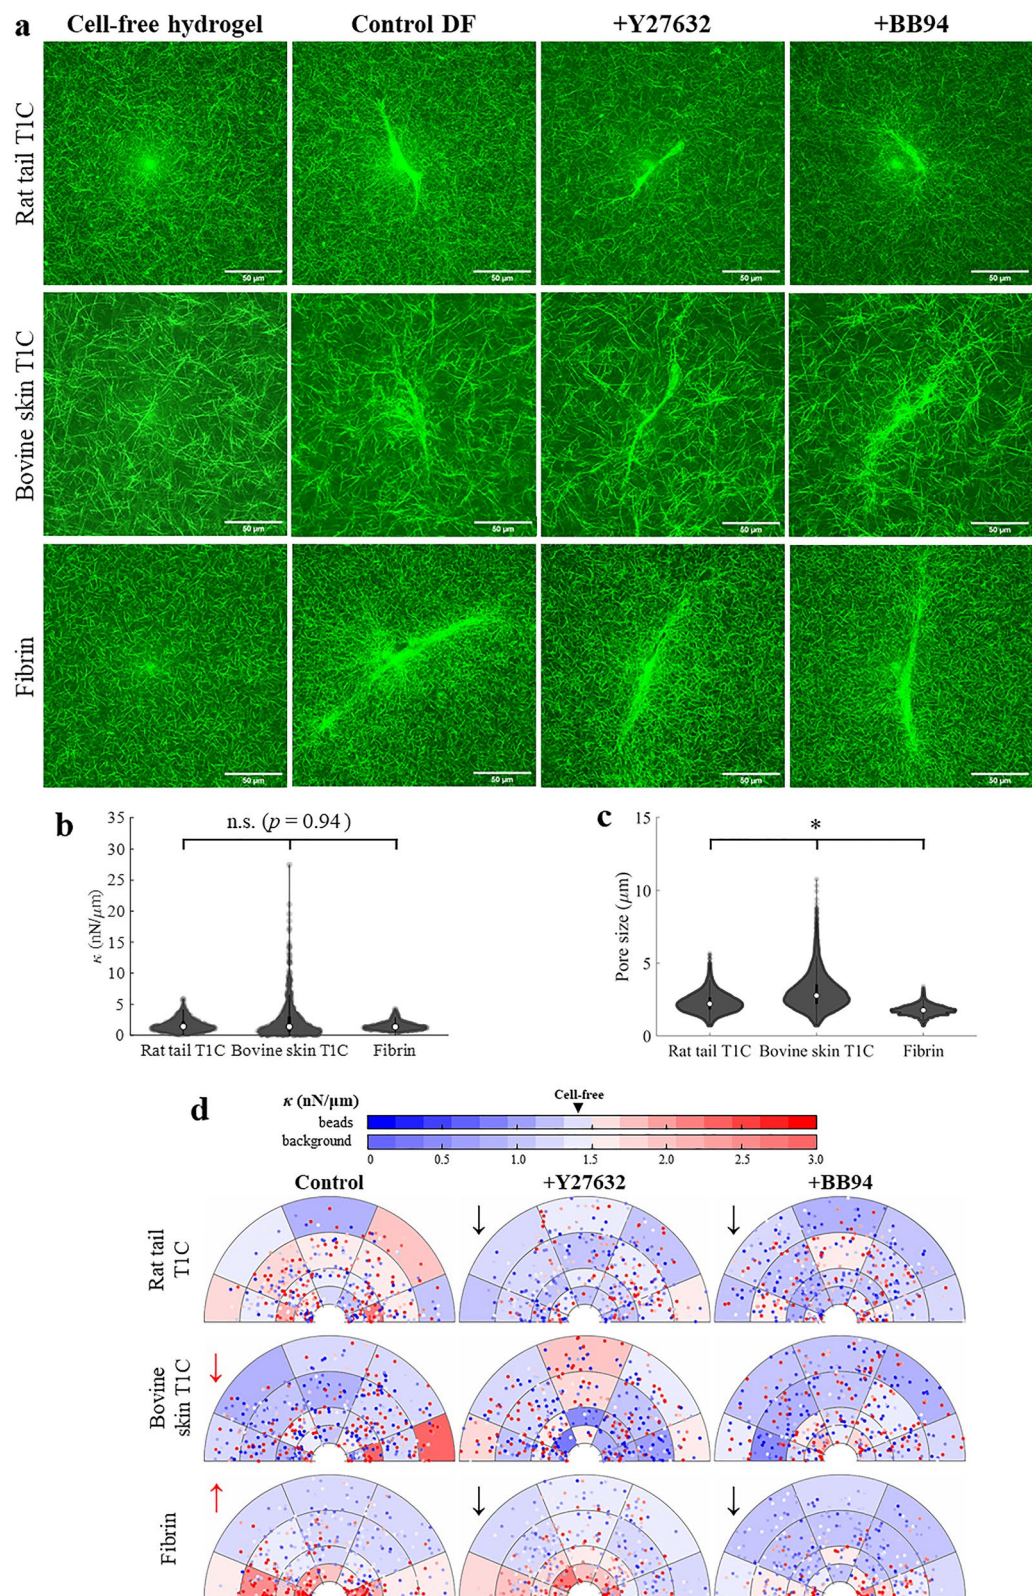 a
Cell-free hydrogel Control DF +Y27632 +BB94
Rat tail T1C
50 µm 50 µm 50 µm 50 µm
Bovine skin T1C
50 µm 50 µm 50 µm 50 µm
Fibrin
50 µm 50 µm 50 µm 50 µm
b
n.s. (p = 0.94)
κ (nN/µm)
35
30
25
20
15
10
5
0
Rat tail T1C Bovine skin T1C Fibrin
c
*
Pore size (µm)
15
10
5
0
Rat tail T1C Bovine skin T1C Fibrin
d
κ (nN/µm) Cell-free
beads
background
0 0.5 1.0 1.5 2.0 2.5 3.0
Control +Y27632 +BB94
Rat tail
T1C
Bovine
skin T1C
Fibrin